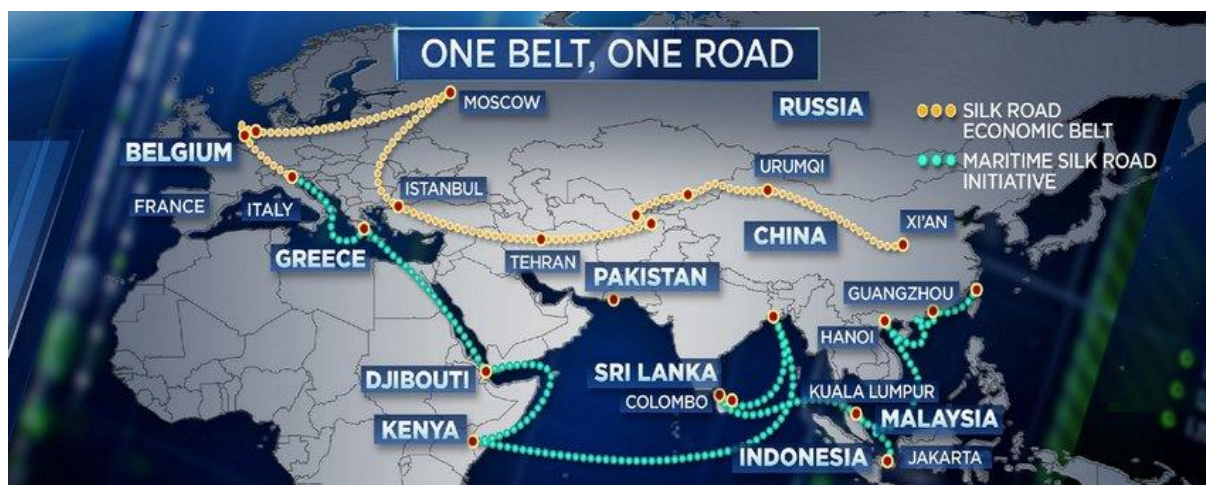 ONE BELT, ONE ROAD
MOSCOW
RUSSIA
SILK ROAD
ECONOMIC BELT
MARITIME SILK ROAD
INITIATIVE
BELGIUM
URUMQI
ISTANBUL
FRANCE
ITALY
XI'AN
CHINA
GREECE
TEHRAN
PAKISTAN
GUANGZHOU
HANOI
DJIBOUTI
SRI LANKA
COLOMBO
KUALA LUMPUR
MALAYSIA
KENYA
INDONESIA
JAKARTA